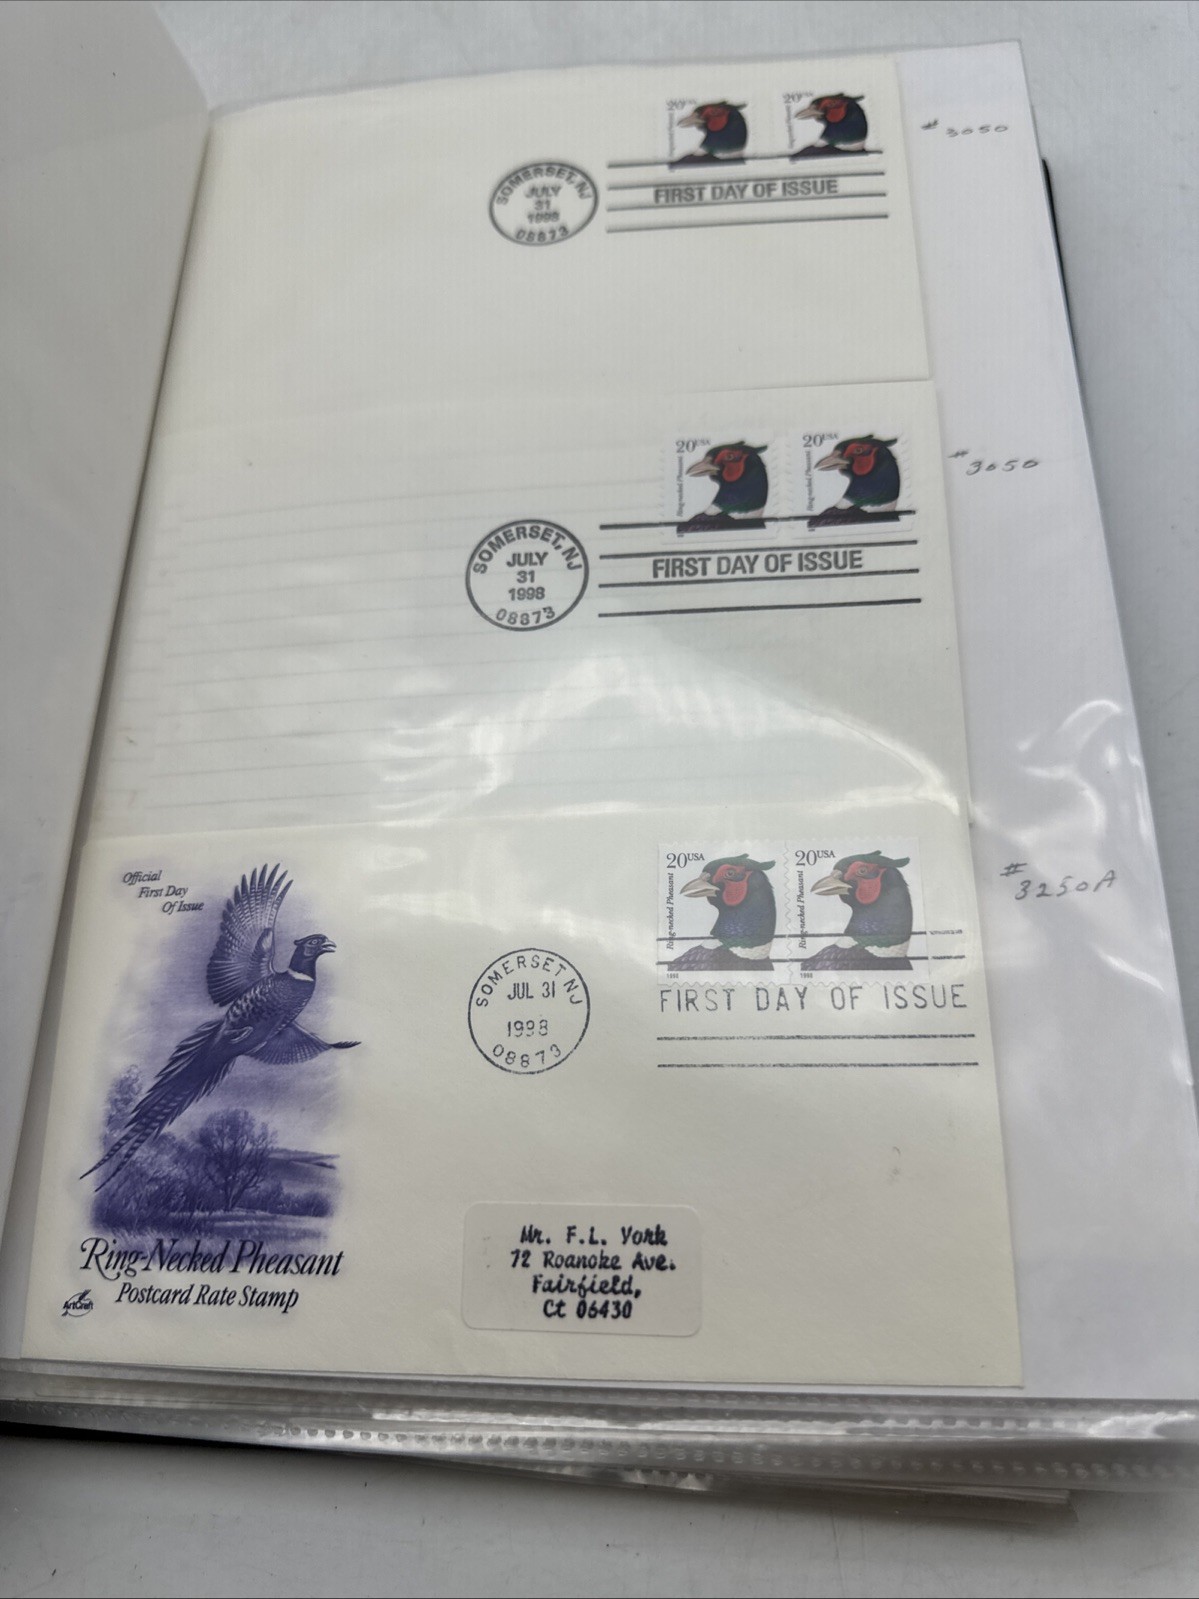 20USA 20USA
# 3050
SOMERSET, NJ
JULY
31
1998
08873
FIRST DAY OF ISSUE
20USA 20USA
Ring-necked Pheasant Ring-necked Pheasant
# 3050
SOMERSET, NJ
JULY
31
1998
08873
FIRST DAY OF ISSUE
Official
First Day
Of Issue
20USA 20USA
Ring-necked Pheasant Ring-necked Pheasant
1998 1998
# 3250A
SOMERSET NJ
JUL 31
1998
08873
FIRST DAY OF ISSUE
Ring-Necked Pheasant
Postcard Rate Stamp
ArtCraft
Mr. F.L. York
72 Roanoke Ave.
Fairfield,
Ct 06430